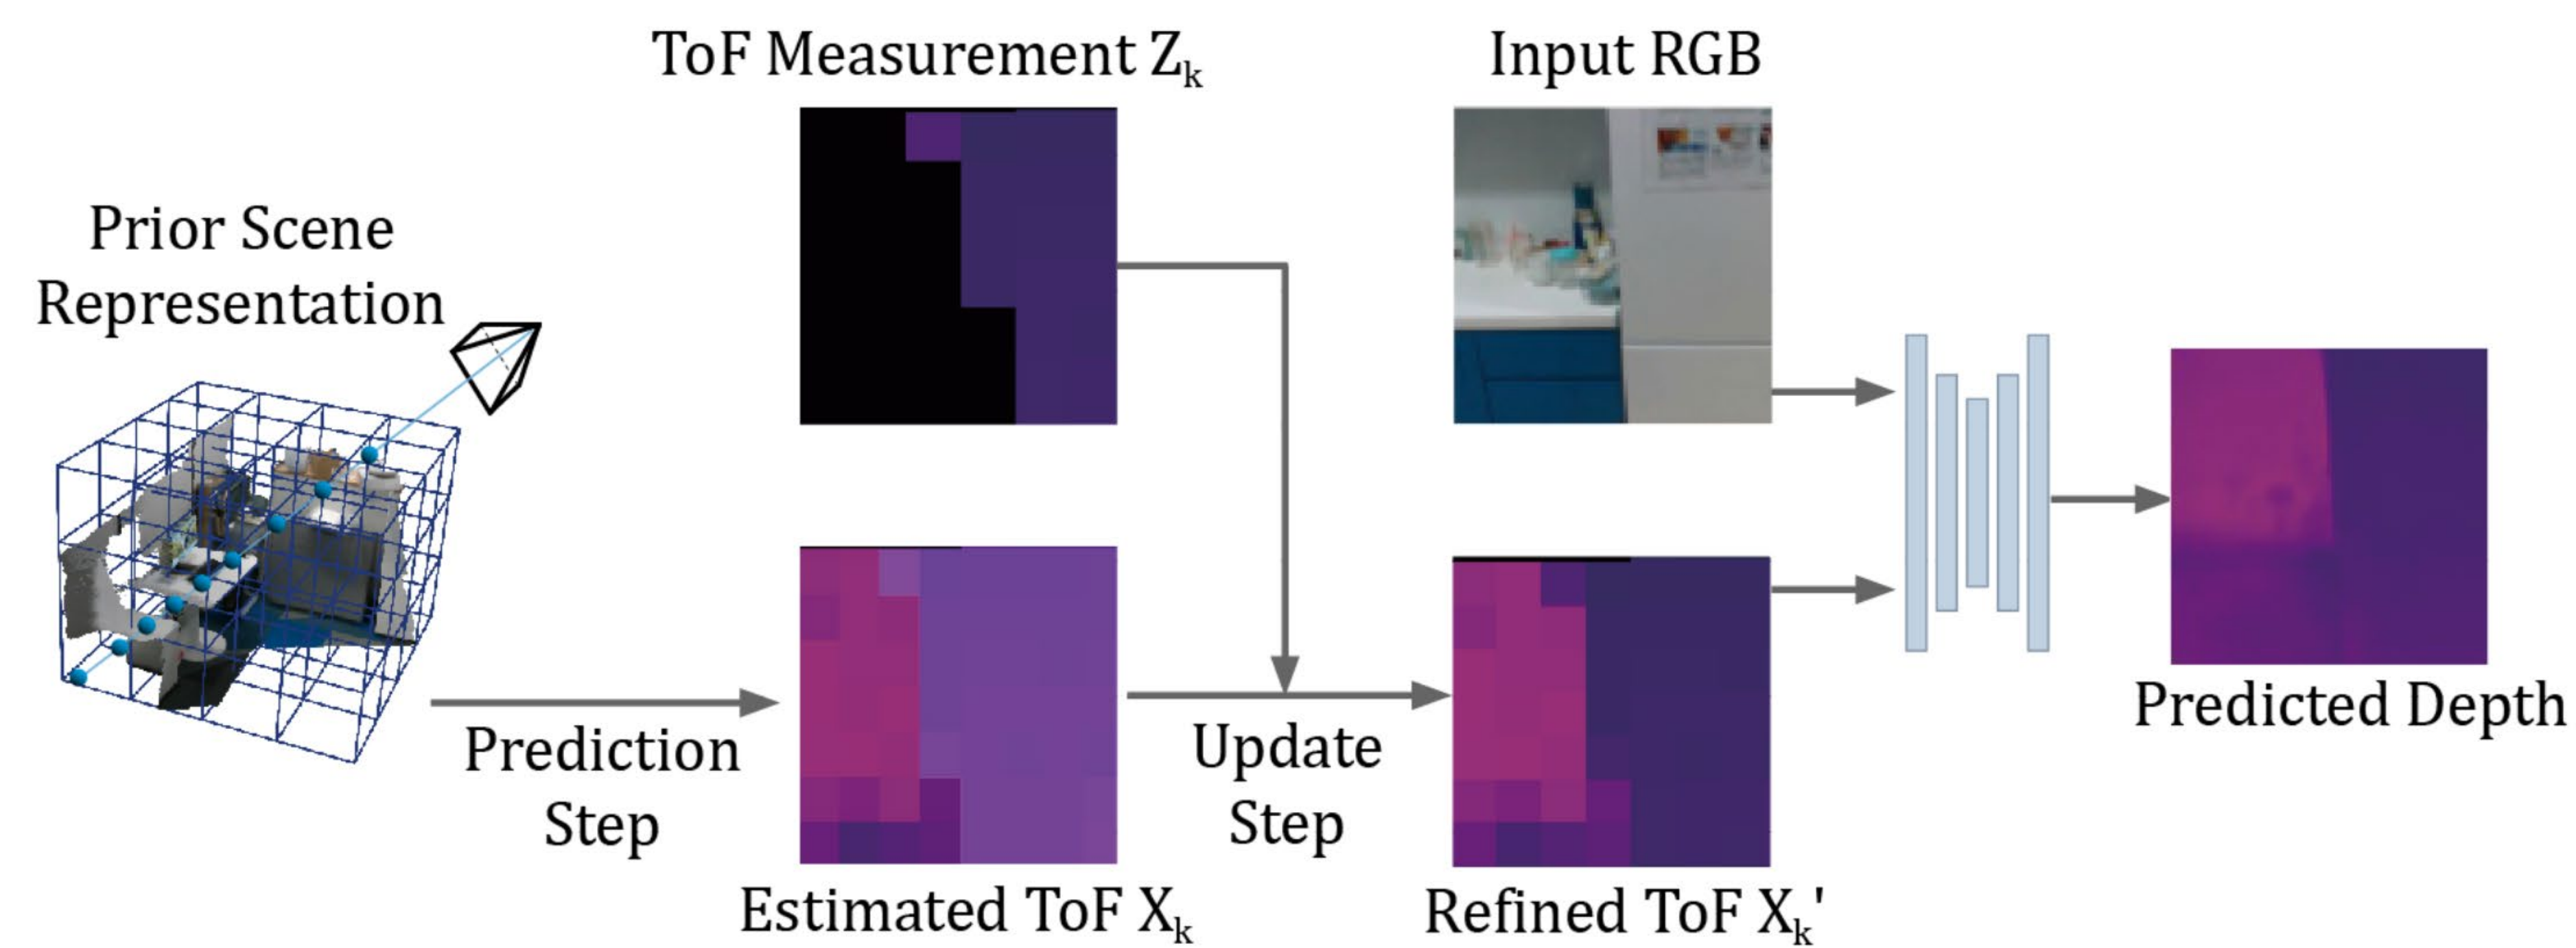 ToF Measurement Zk
Input RGB
Prior Scene
Representation
Prediction
Step
Estimated ToF Xk
Update
Step
Refined ToF Xk'
Predicted Depth